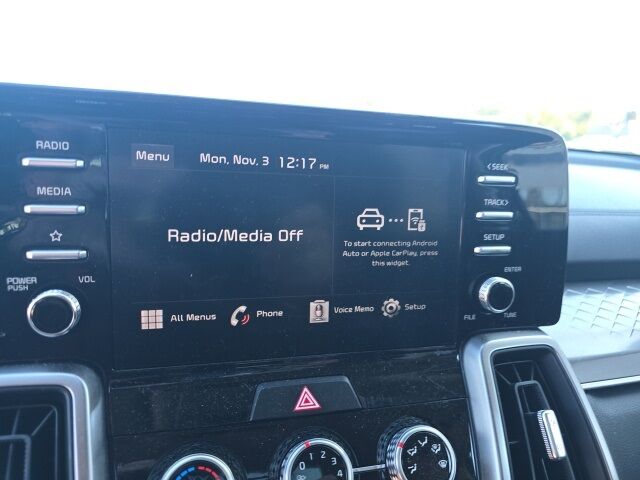 RADIO
MEDIA
POWER
PUSH
VOL
Menu
Mon, Nov, 3 12:17 PM
Radio/Media Off
To start connecting Android
Auto or Apple CarPlay, press
this widget.
All Menus
Phone
Voice Memo
Setup
<SEEK
TRACK>
SETUP
ENTER
FILE
TUNE
0
4